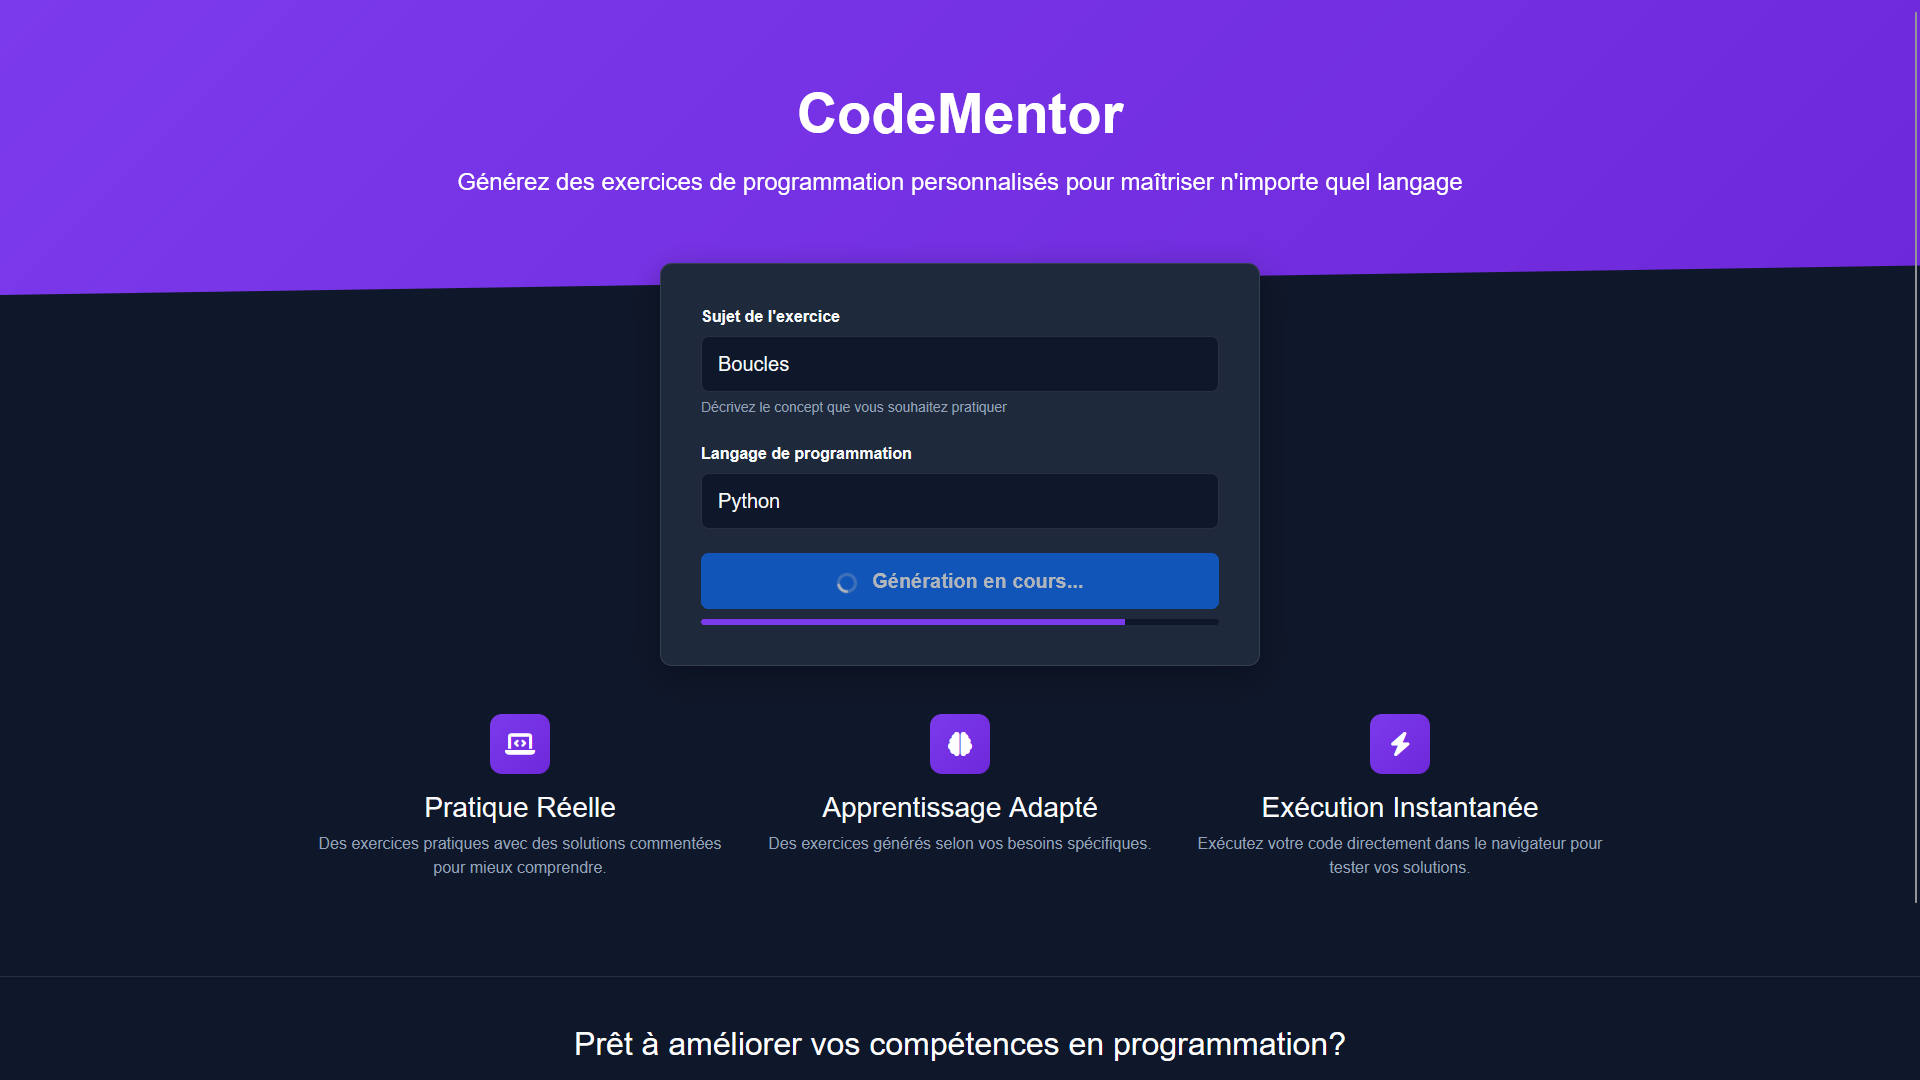 CodeMentor
Générez des exercices de programmation personnalisés pour maîtriser n'importe quel langage
Sujet de l'exercice
Boucles
Décrivez le concept que vous souhaitez pratiquer
Langage de programmation
Python
Génération en cours...
Pratique Réelle
Des exercices pratiques avec des solutions commentées
pour mieux comprendre.
Apprentissage Adapté
Des exercices générés selon vos besoins spécifiques.
Exécution Instantanée
Exécutez votre code directement dans le navigateur pour
tester vos solutions.
Prêt à améliorer vos compétences en programmation?